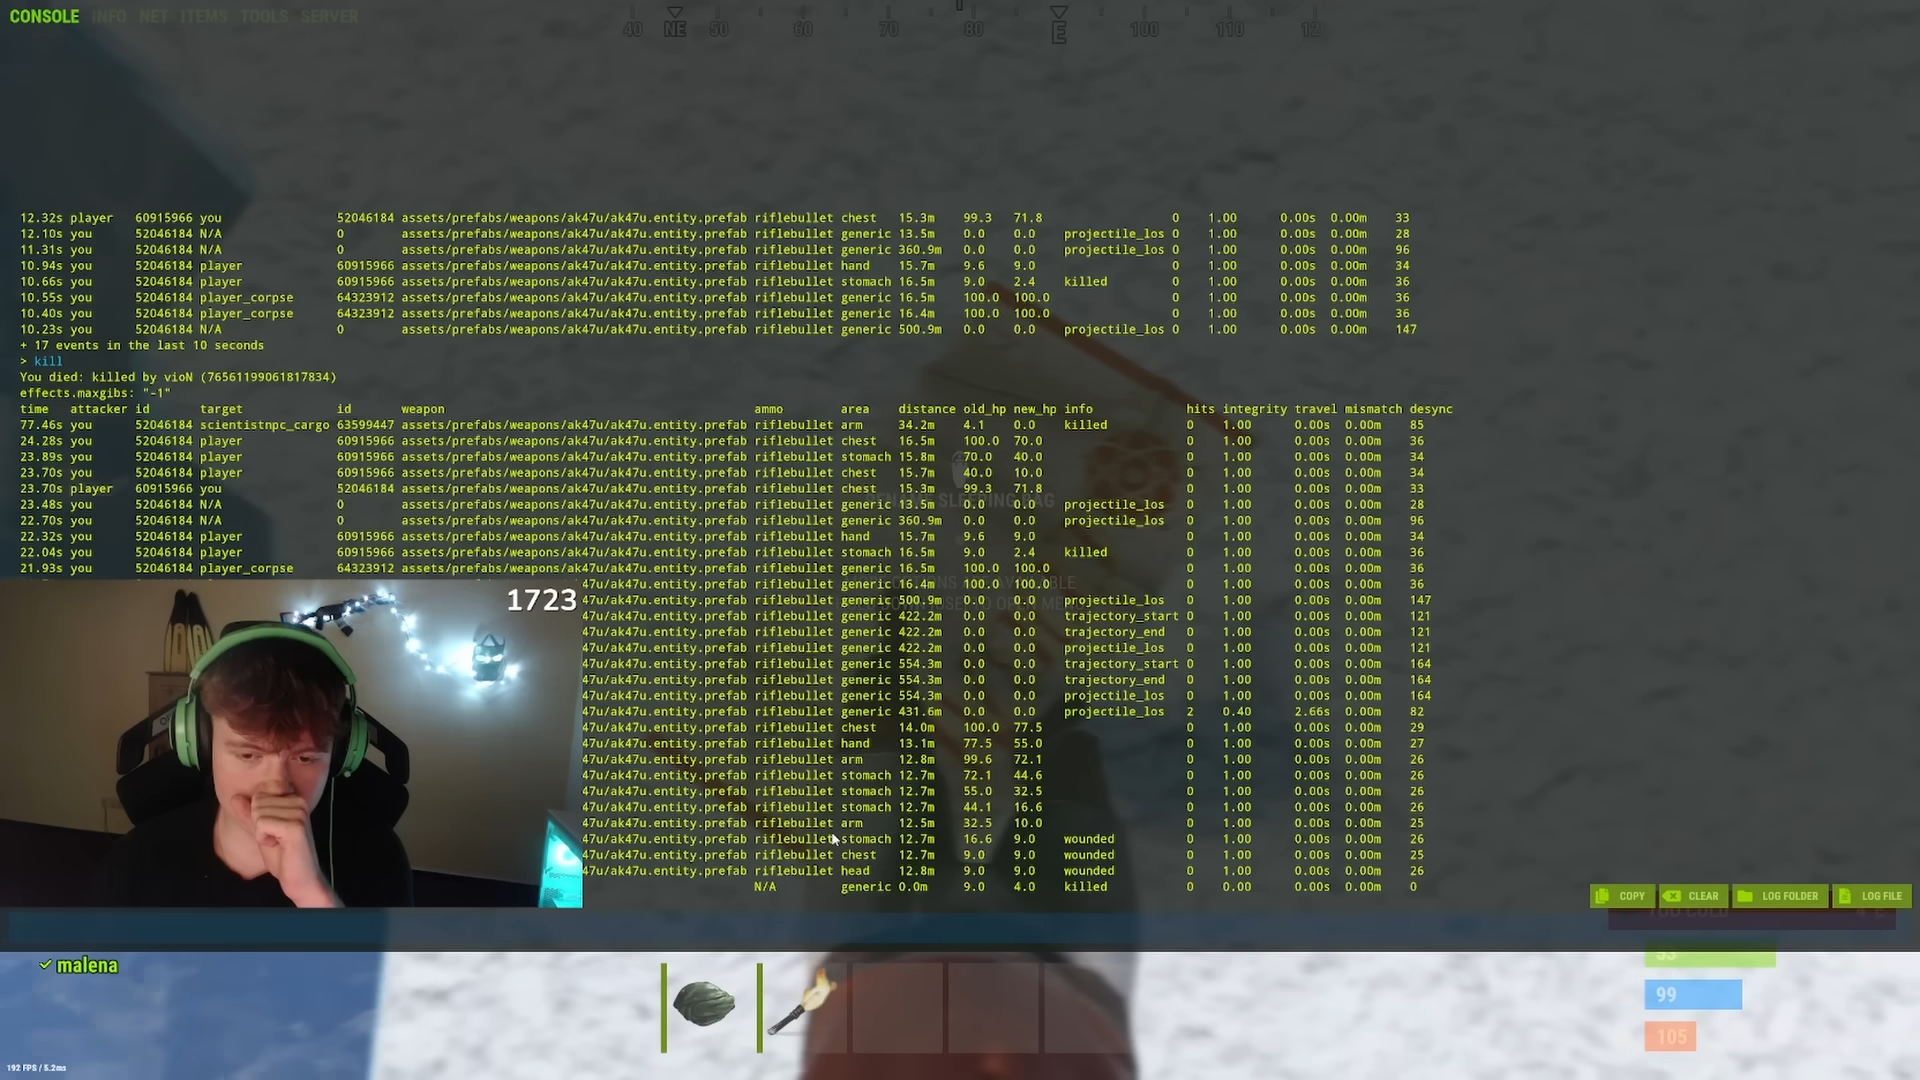 CONSOLE INFO NET ITEMS TOOLS SERVER
40 NE 50 60 70 80 E 100 110 12
12.32s player 60915966 you 52046184 assets/prefabs/weapons/ak47u/ak47u.entity.prefab riflebullet chest 15.3m 99.3 71.8 0 1.00 0.00s 0.00m 33
12.10s you 52046184 N/A 0 assets/prefabs/weapons/ak47u/ak47u.entity.prefab riflebullet generic 13.5m 0.0 0.0 projectile_los 0 1.00 0.00s 0.00m 28
11.31s you 52046184 N/A 0 assets/prefabs/weapons/ak47u/ak47u.entity.prefab riflebullet generic 360.9m 0.0 0.0 projectile_los 0 1.00 0.00s 0.00m 96
10.94s you 52046184 player 60915966 assets/prefabs/weapons/ak47u/ak47u.entity.prefab riflebullet hand 15.7m 9.6 9.0 0 1.00 0.00s 0.00m 34
10.66s you 52046184 player 60915966 assets/prefabs/weapons/ak47u/ak47u.entity.prefab riflebullet stomach 16.5m 9.0 2.4 killed 0 1.00 0.00s 0.00m 36
10.55s you 52046184 player_corpse 64323912 assets/prefabs/weapons/ak47u/ak47u.entity.prefab riflebullet generic 16.5m 100.0 100.0 0 1.00 0.00s 0.00m 36
10.40s you 52046184 player_corpse 64323912 assets/prefabs/weapons/ak47u/ak47u.entity.prefab riflebullet generic 16.4m 100.0 100.0 0 1.00 0.00s 0.00m 36
10.23s you 52046184 N/A 0 assets/prefabs/weapons/ak47u/ak47u.entity.prefab riflebullet generic 500.9m 0.0 0.0 projectile_los 0 1.00 0.00s 0.00m 147
+ 17 events in the last 10 seconds
> kill
You died: killed by vioN (76561199061817834)
effects.maxgibs: "-1"
time attacker id target id weapon ammo area distance old_hp new_hp info hits integrity travel mismatch desync
77.46s you 52046184 scientistnpc_cargo 63599447 assets/prefabs/weapons/ak47u/ak47u.entity.prefab riflebullet arm 34.2m 4.1 0.0 killed 0 1.00 0.00s 0.00m 85
24.28s you 52046184 player 60915966 assets/prefabs/weapons/ak47u/ak47u.entity.prefab riflebullet chest 16.5m 100.0 70.0 0 1.00 0.00s 0.00m 36
23.89s you 52046184 player 60915966 assets/prefabs/weapons/ak47u/ak47u.entity.prefab riflebullet stomach 15.8m 70.0 40.0 0 1.00 0.00s 0.00m 34
23.70s you 52046184 player 60915966 assets/prefabs/weapons/ak47u/ak47u.entity.prefab riflebullet chest 15.7m 40.0 10.0 0 1.00 0.00s 0.00m 34
23.70s player 60915966 you 52046184 assets/prefabs/weapons/ak47u/ak47u.entity.prefab riflebullet chest 15.3m 99.3 71.8 0 1.00 0.00s 0.00m 33
23.48s you 52046184 N/A 0 assets/prefabs/weapons/ak47u/ak47u.entity.prefab riflebullet generic 13.5m 0.0 0.0 projectile_los 0 1.00 0.00s 0.00m 28
22.70s you 52046184 N/A 0 assets/prefabs/weapons/ak47u/ak47u.entity.prefab riflebullet generic 360.9m 0.0 0.0 projectile_los 0 1.00 0.00s 0.00m 96
22.32s you 52046184 player 60915966 assets/prefabs/weapons/ak47u/ak47u.entity.prefab riflebullet hand 15.7m 9.6 9.0 0 1.00 0.00s 0.00m 34
22.04s you 52046184 player 60915966 assets/prefabs/weapons/ak47u/ak47u.entity.prefab riflebullet stomach 16.5m 9.0 2.4 killed 0 1.00 0.00s 0.00m 36
21.93s you 52046184 player_corpse 64323912 assets/prefabs/weapons/ak47u/ak47u.entity.prefab riflebullet generic 16.5m 100.0 100.0 0 1.00 0.00s 0.00m 36
47u/ak47u.entity.prefab riflebullet generic 16.4m 100.0 100.0 0 1.00 0.00s 0.00m 36
1723
47u/ak47u.entity.prefab riflebullet generic 500.9m 0.0 0.0 projectile_los 0 1.00 0.00s 0.00m 147
47u/ak47u.entity.prefab riflebullet generic 422.2m 0.0 0.0 trajectory_start 0 1.00 0.00s 0.00m 121
47u/ak47u.entity.prefab riflebullet generic 422.2m 0.0 0.0 trajectory_end 0 1.00 0.00s 0.00m 121
47u/ak47u.entity.prefab riflebullet generic 422.2m 0.0 0.0 projectile_los 0 1.00 0.00s 0.00m 121
47u/ak47u.entity.prefab riflebullet generic 554.3m 0.0 0.0 trajectory_start 0 1.00 0.00s 0.00m 164
47u/ak47u.entity.prefab riflebullet generic 554.3m 0.0 0.0 trajectory_end 0 1.00 0.00s 0.00m 164
47u/ak47u.entity.prefab riflebullet generic 554.3m 0.0 0.0 projectile_los 0 1.00 0.00s 0.00m 164
47u/ak47u.entity.prefab riflebullet generic 431.6m 0.0 0.0 projectile_los 2 0.40 2.66s 0.00m 82
47u/ak47u.entity.prefab riflebullet chest 14.0m 100.0 77.5 0 1.00 0.00s 0.00m 29
47u/ak47u.entity.prefab riflebullet hand 13.1m 77.5 55.0 0 1.00 0.00s 0.00m 27
47u/ak47u.entity.prefab riflebullet arm 12.8m 99.6 72.1 0 1.00 0.00s 0.00m 26
47u/ak47u.entity.prefab riflebullet stomach 12.7m 72.1 44.6 0 1.00 0.00s 0.00m 26
47u/ak47u.entity.prefab riflebullet stomach 12.7m 55.0 32.5 0 1.00 0.00s 0.00m 26
47u/ak47u.entity.prefab riflebullet stomach 12.7m 44.1 16.6 0 1.00 0.00s 0.00m 26
47u/ak47u.entity.prefab riflebullet arm 12.5m 32.5 10.0 0 1.00 0.00s 0.00m 25
47u/ak47u.entity.prefab riflebullet stomach 12.7m 16.6 9.0 wounded 0 1.00 0.00s 0.00m 26
47u/ak47u.entity.prefab riflebullet chest 12.7m 9.0 9.0 wounded 0 1.00 0.00s 0.00m 25
47u/ak47u.entity.prefab riflebullet head 12.8m 9.0 9.0 wounded 0 1.00 0.00s 0.00m 26
N/A generic 0.0m 9.0 4.0 killed 0 0.00 0.00s 0.00m 0
COPY CLEAR LOG FOLDER LOG FILE
malena
99
105
192 FPS / 5.2ms